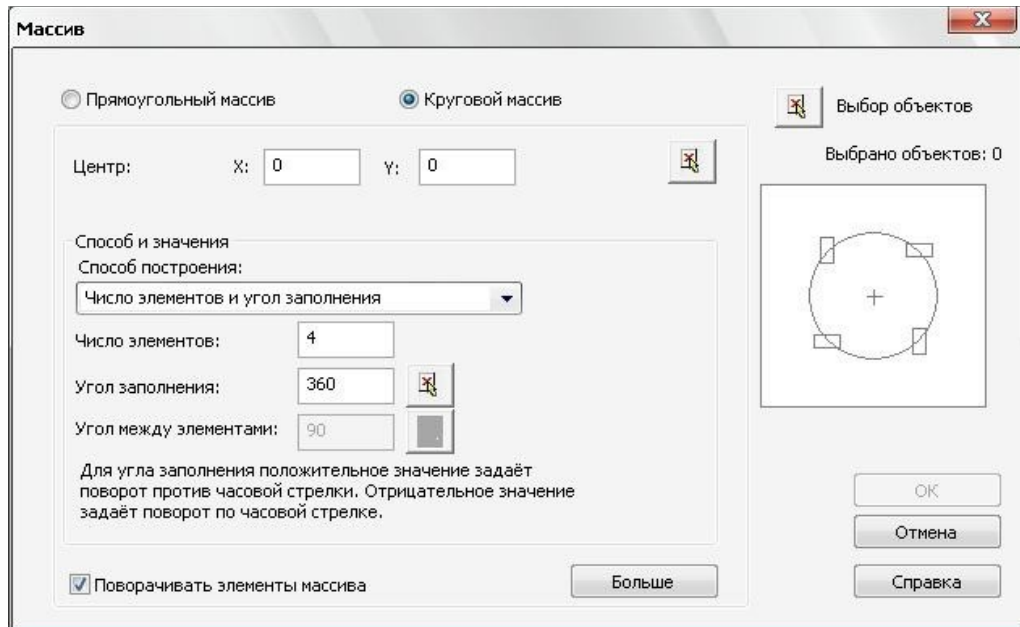 Массив
Прямоугольный массив Круговой массив
Выбор объектов
Выбрано объектов: 0
Центр: X: 0 Y: 0
Способ и значения
Способ построения:
Число элементов и угол заполнения
Число элементов: 4
Угол заполнения: 360
Угол между элементами: 90
Для угла заполнения положительное значение задаёт
поворот против часовой стрелки. Отрицательное значение
задаёт поворот по часовой стрелке.
Поворачивать элементы массива
Больше
ОК
Отмена
Справка